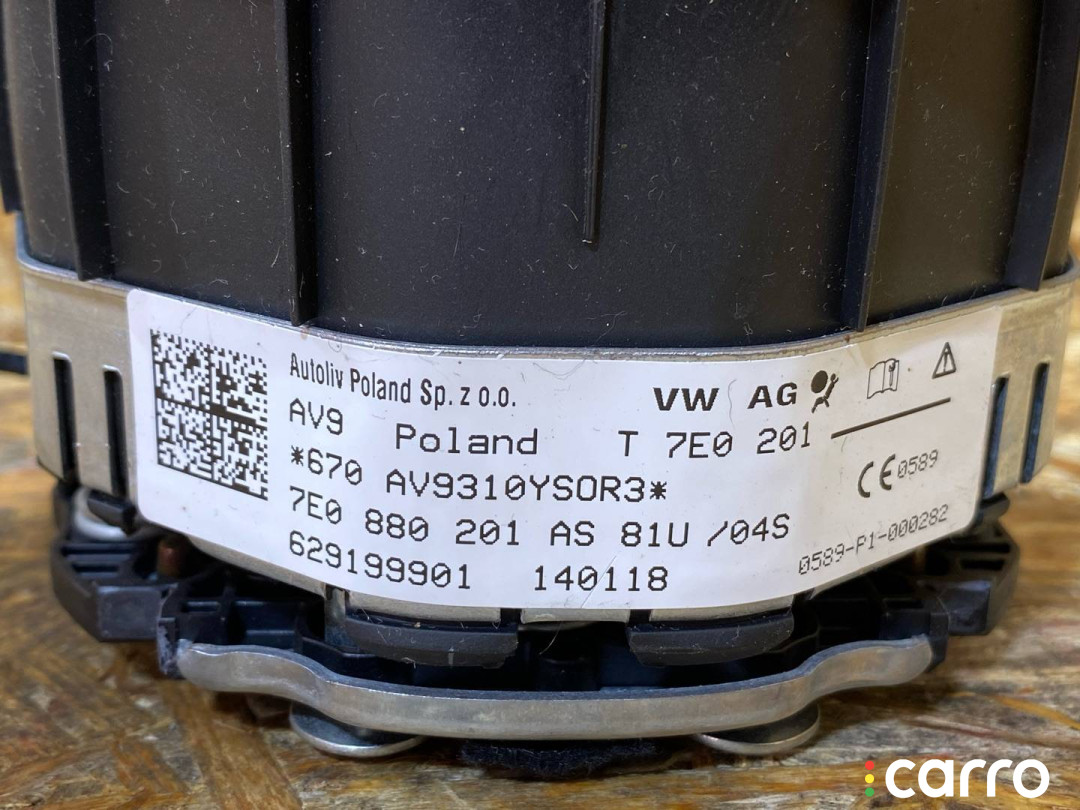 Autoliv Poland Sp. z o.o.
VW AG
AV9 Poland T 7E0 201
*670 AV9310YSOR3*
CE 0589
7E0 880 201 AS 81U /04S
0589-P1-000282
629199901 140118
carro